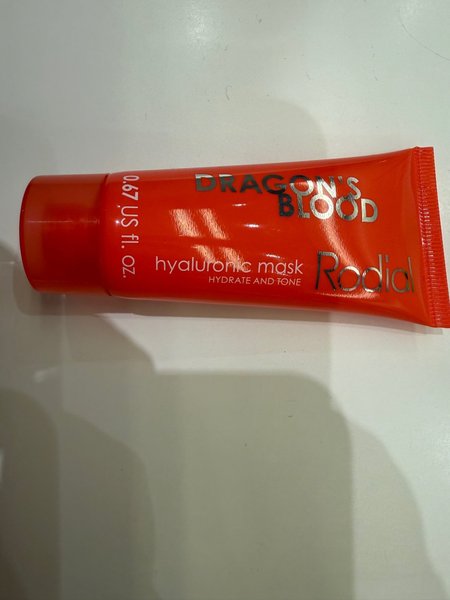 DRAGON'S
BLOOD
Rodial
hyaluronic mask
HYDRATE AND TONE
0.67 US fl. oz.